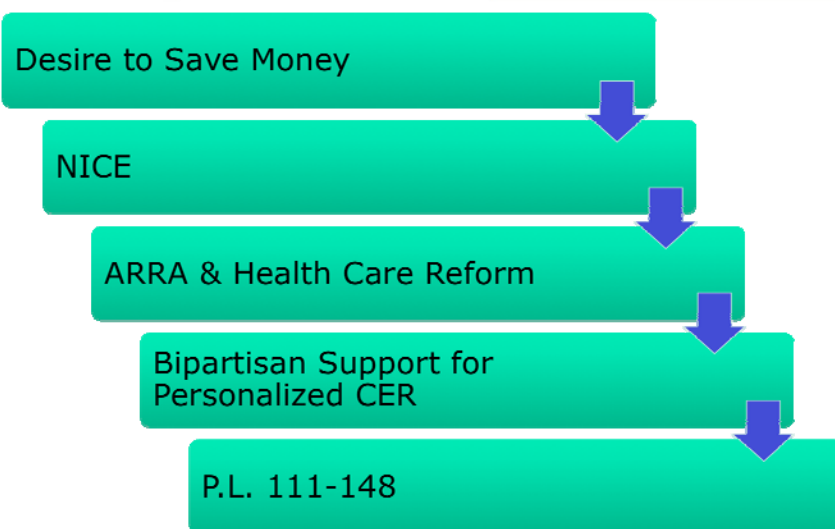 Desire to Save Money
NICE
ARRA & Health Care Reform
Bipartisan Support for
Personalized CER
P.L. 111-148